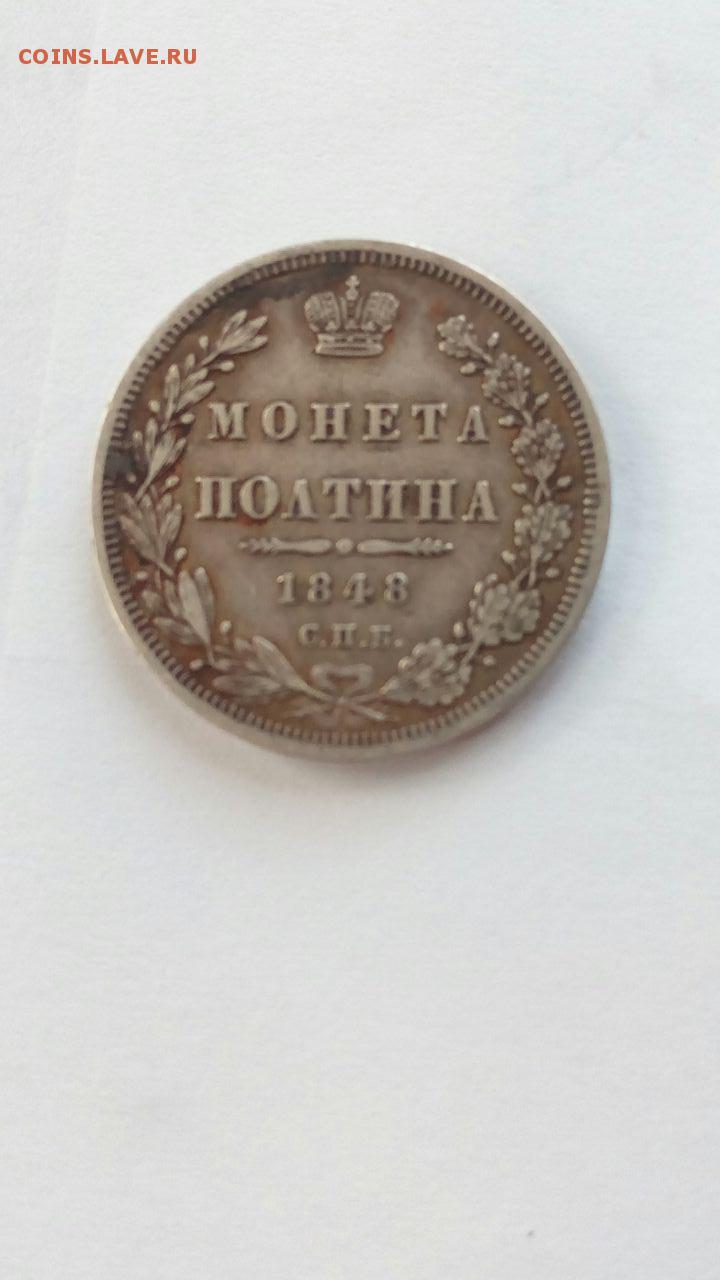 COINS.LAVE.RU
МОНЕТА
ПОЛТИНА
1848
С.П.Б.